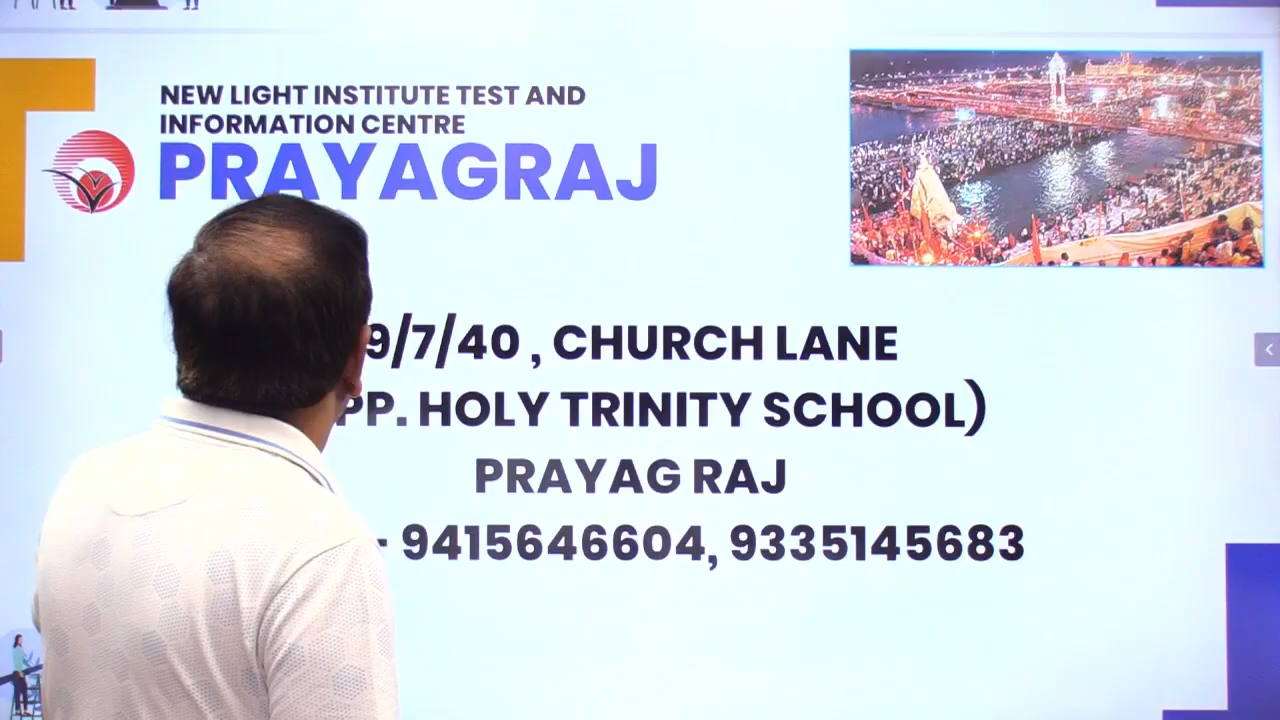 NEW LIGHT INSTITUTE TEST AND
INFORMATION CENTRE
PRAYAGRAJ
9/7/40 , CHURCH LANE
PP. HOLY TRINITY SCHOOL)
PRAYAG RAJ
- 9415646604, 9335145683